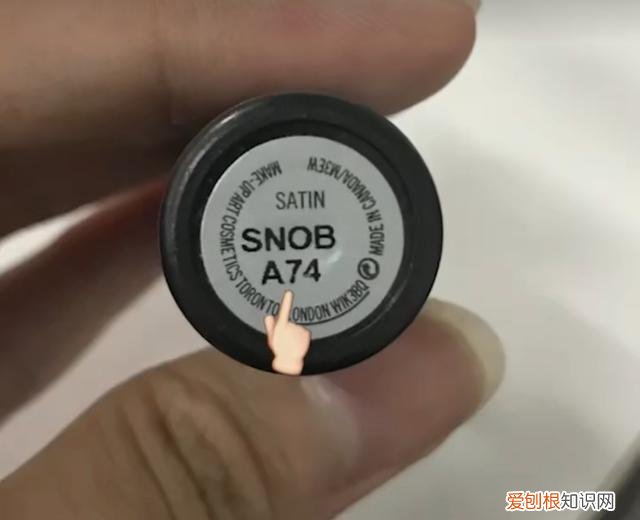 MAKE-UP ART COSMETICS TORONTO LONDON W1K
MADE IN CANADA/M3EW
SATIN
SNOB
A74
爱刨根知识网